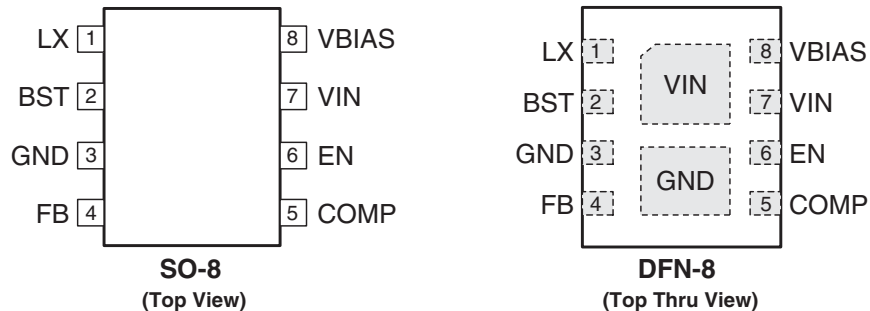 LX 1 8 VBIAS
BST 2 7 VIN
GND 3 6 EN
FB 4 5 COMP
SO-8
(Top View)
LX 1 8 VBIAS
VIN
BST 2 7 VIN
GND 3 6 EN
GND
FB 4 5 COMP
DFN-8
(Top Thru View)